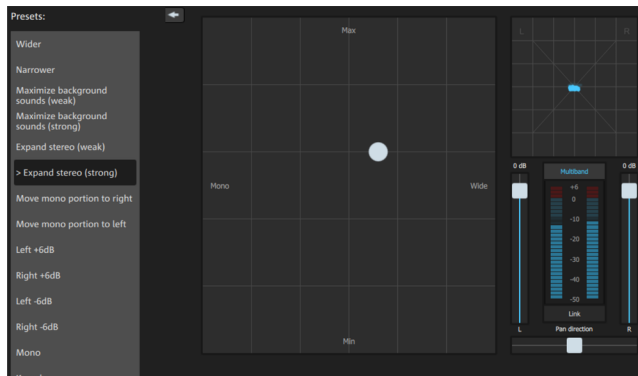 Presets:
Wider
Narrower
Maximize background
sounds (weak)
Maximize background
sounds (strong)
Expand stereo (weak)
> Expand stereo (strong)
Move mono portion to right
Move mono portion to left
Left +6dB
Right +6dB
Left -6dB
Right -6dB
Mono
Max
Mono
Wide
Min
L
R
0 dB
Multiband
0 dB
+6
0
-10
-20
-30
-40
-50
Link
L
Pan direction
R